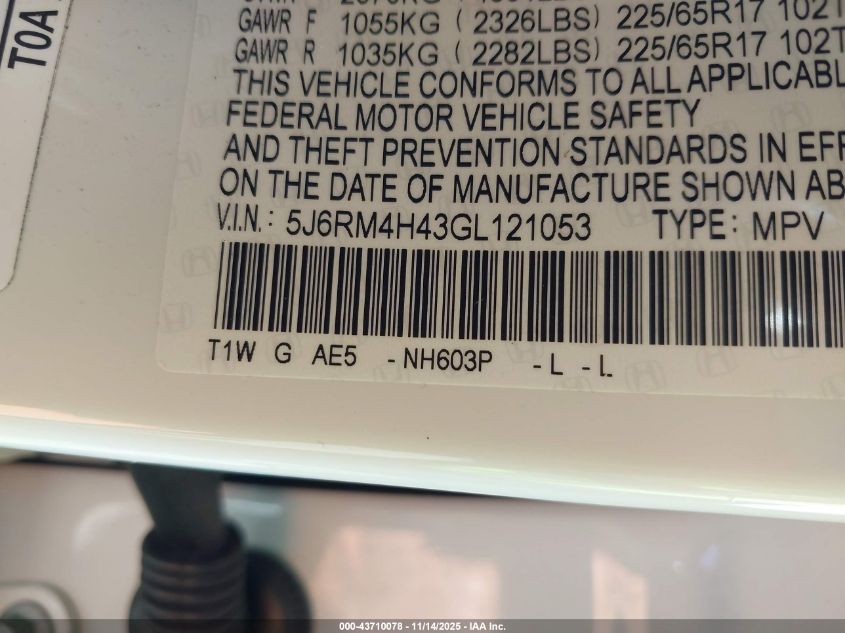 T0A
GAWR F 1055KG ( 2326LBS) 225/65R17 102T
GAWR R 1035KG ( 2282LBS) 225/65R17 102T
THIS VEHICLE CONFORMS TO ALL APPLICABL
FEDERAL MOTOR VEHICLE SAFETY
AND THEFT PREVENTION STANDARDS IN EFF
ON THE DATE OF MANUFACTURE SHOWN AB
V.I.N.: 5J6RM4H43GL121053 TYPE: MPV
T1W G AE5 -NH603P -L -L
000-43710078 - 11/14/2025 - IAA Inc.